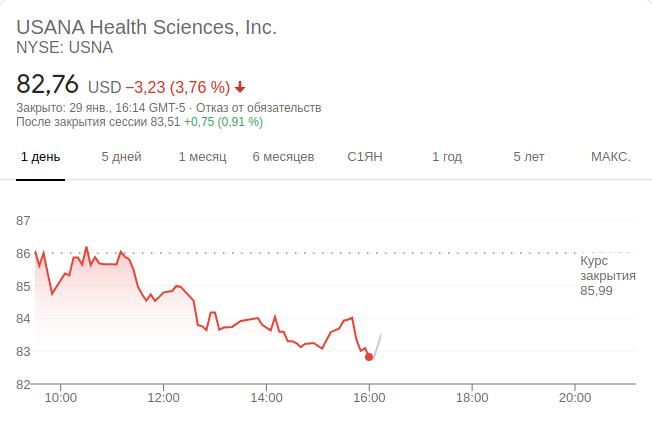 USANA Health Sciences, Inc.
NYSE: USNA
82,76 USD −3,23 (3,76 %)
Закрыто: 29 янв., 16:14 GMT-5 · Отказ от обязательств
После закрытия сессии 83,51 +0,75 (0,91 %)
1 день 5 дней 1 месяц 6 месяцев С1ЯН 1 год 5 лет МАКС.
87
86
Курс
закрытия
85,99
85
84
83
82
10:00 12:00 14:00 16:00 18:00 20:00